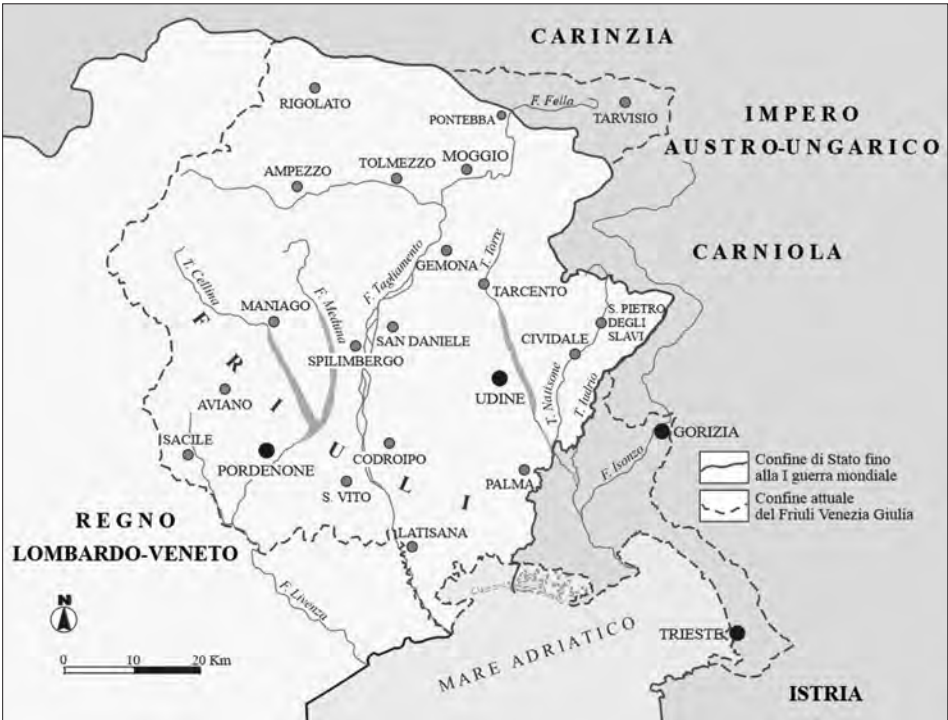 CARINZIA
RIGOLATO
F. Fella
TARVISIO
PONTEBBA
IMPERO
AUSTRO-UNGARICO
MOGGIO
TOLMEZZO
AMPEZZO
CARNIOLA
F. Tagliamento
T. Torre
GEMONA
T. Cellina
F. Meduna
TARCENTO
MANIAGO
S. PIETRO
DEGLI
SLAVI
SAN DANIELE
CIVIDALE
SPILIMBERGO
FRIULI
UDINE
T. Natisone
T. Iudrio
AVIANO
SACILE
PORDENONE
CODROIPO
GORIZIA
F. Isonzo
S. VITO
PALMA
Confine di Stato fino
alla I guerra mondiale
Confine attuale
del Friuli Venezia Giulia
REGNO
LOMBARDO-VENETO
LATISANA
F. Livenza
N
MARE ADRIATICO
TRIESTE
0 10 20 Km
ISTRIA